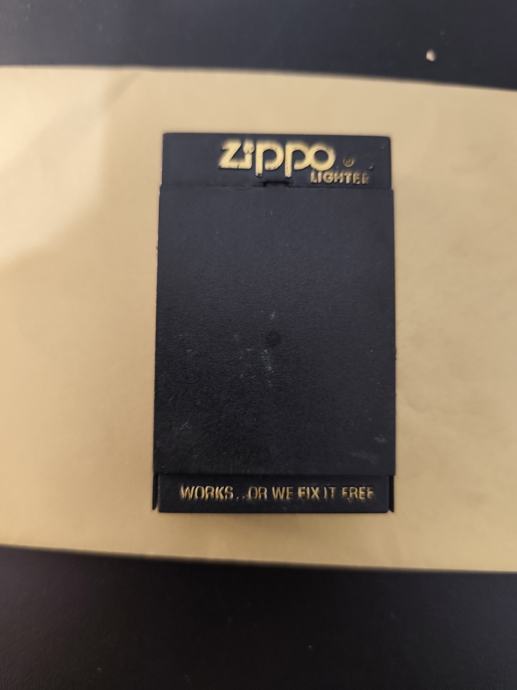 zippo ®
LIGHTER
WORKS...OR WE FIX IT FREE